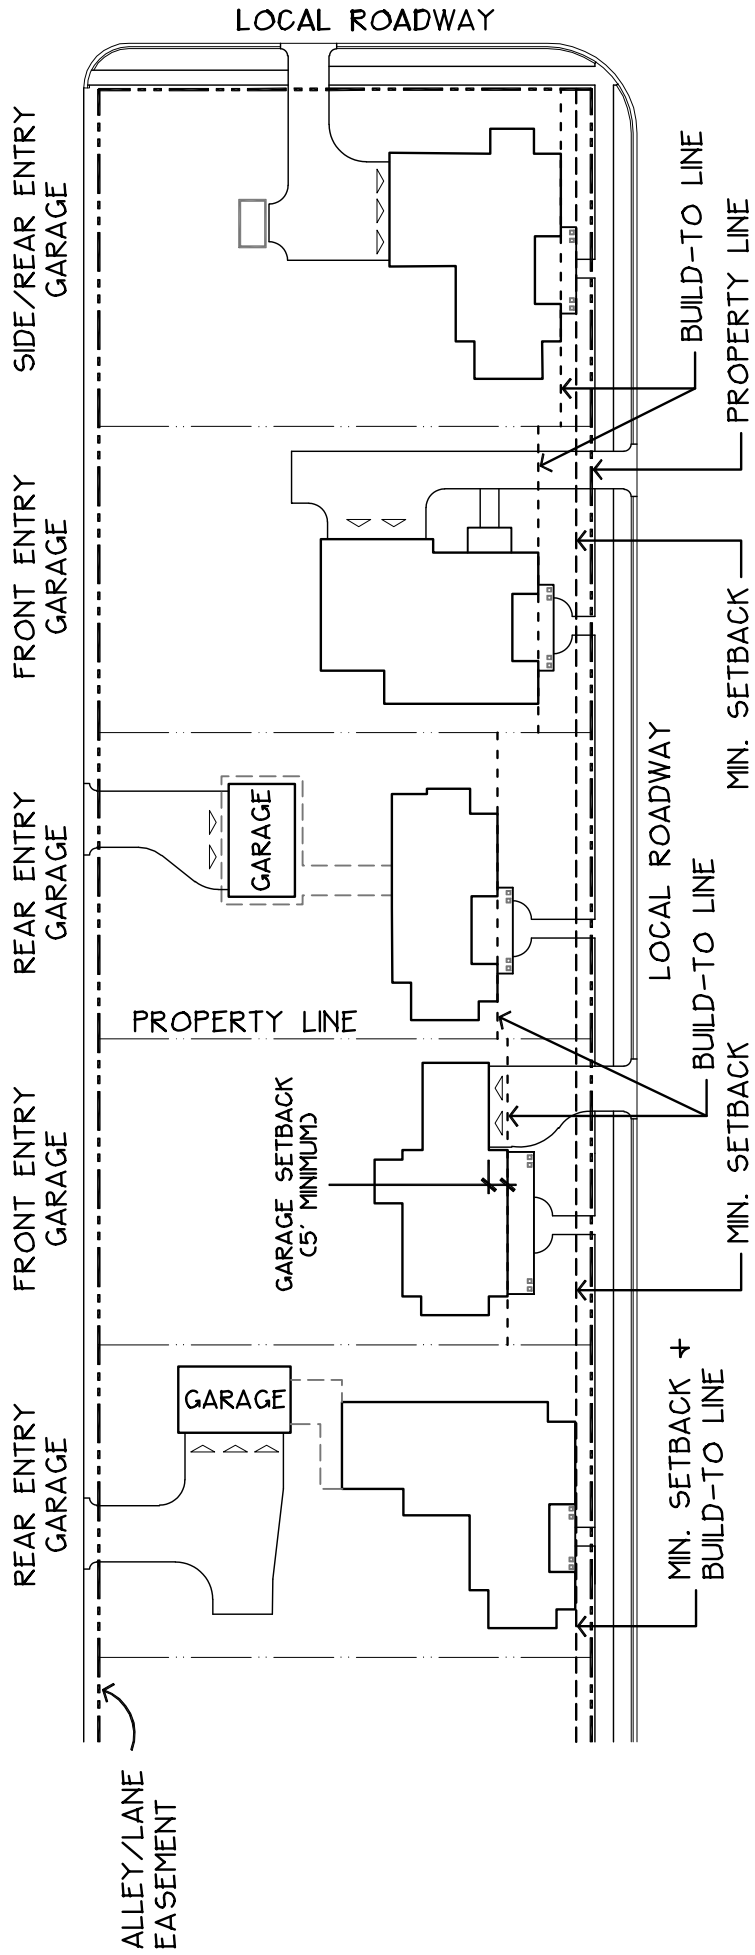 LOCAL ROADWAY
SIDE/REAR ENTRY
GARAGE
FRONT ENTRY
GARAGE
REAR ENTRY
GARAGE
FRONT ENTRY
GARAGE
REAR ENTRY
GARAGE
ALLEY/LANE
EASEMENT
GARAGE
PROPERTY LINE
GARAGE SETBACK
(5' MINIMUM)
GARAGE
BUILD-TO LINE
PROPERTY LINE
MIN. SETBACK
LOCAL ROADWAY
BUILD-TO LINE
MIN. SETBACK
MIN. SETBACK +
BUILD-TO LINE